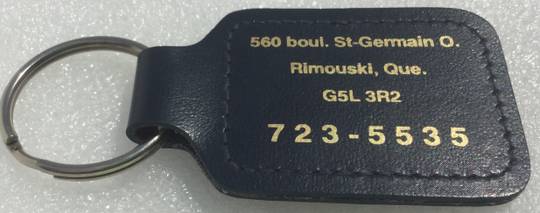 560 boul. St-Germain O.
Rimouski, Que.
G5L 3R2
723-5535